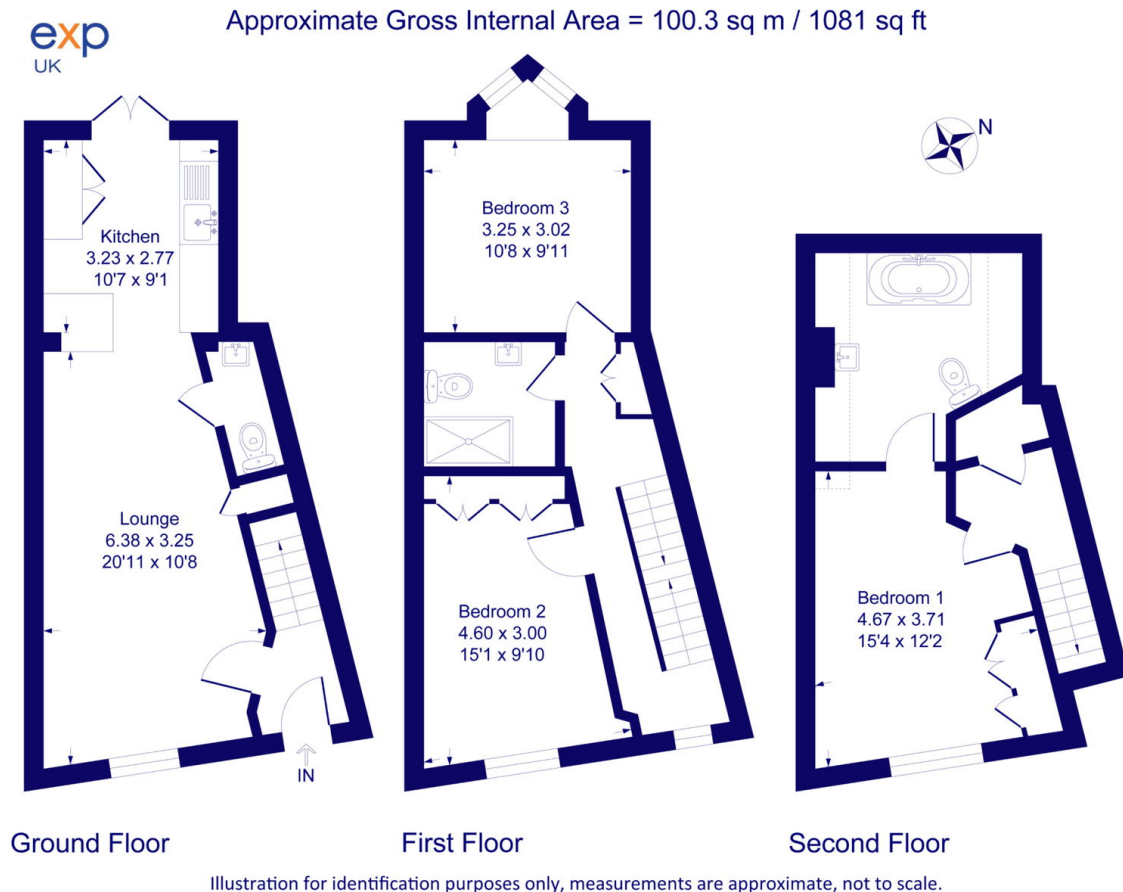 Approximate Gross Internal Area = 100.3 sq m / 1081 sq ft
exp
UK
N
Kitchen
3.23 x 2.77
10'7 x 9'1
Lounge
6.38 x 3.25
20'11 x 10'8
IN
Bedroom 3
3.25 x 3.02
10'8 x 9'11
Bedroom 2
4.60 x 3.00
15'1 x 9'10
Bedroom 1
4.67 x 3.71
15'4 x 12'2
Ground Floor
First Floor
Second Floor
Illustration for identification purposes only, measurements are approximate, not to scale.